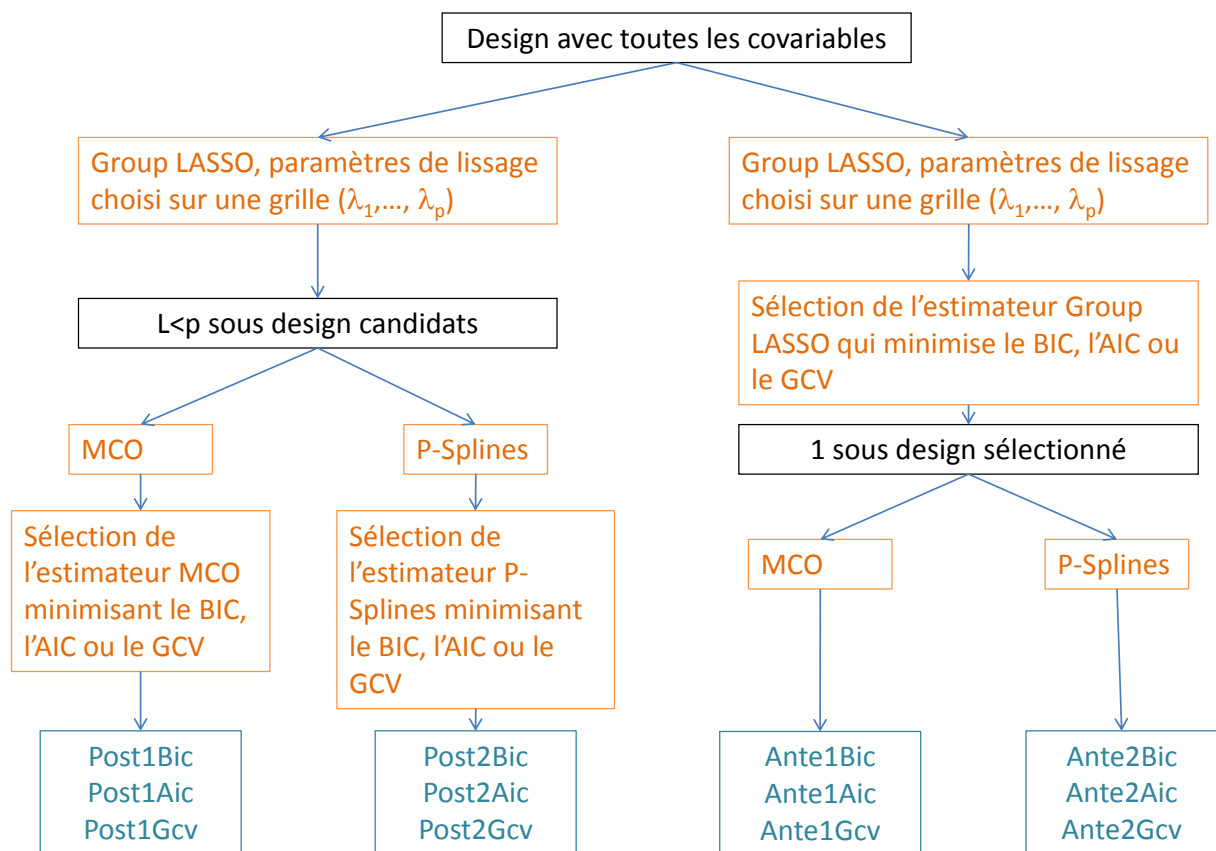 Design avec toutes les covariables
Group LASSO, paramètres de lissage
choisi sur une grille (λ₁,…, λₚ)
Group LASSO, paramètres de lissage
choisi sur une grille (λ₁,…, λₚ)
L<p sous design candidats
Sélection de l’estimateur Group
LASSO qui minimise le BIC, l’AIC ou
le GCV
MCO
P-Splines
1 sous design sélectionné
Sélection de
l’estimateur MCO
minimisant le BIC,
l’AIC ou le GCV
Sélection de
l’estimateur P-
Splines minimisant
le BIC, l’AIC ou le
GCV
MCO
P-Splines
Post1Bic
Post1Aic
Post1Gcv
Post2Bic
Post2Aic
Post2Gcv
Ante1Bic
Ante1Aic
Ante1Gcv
Ante2Bic
Ante2Aic
Ante2Gcv